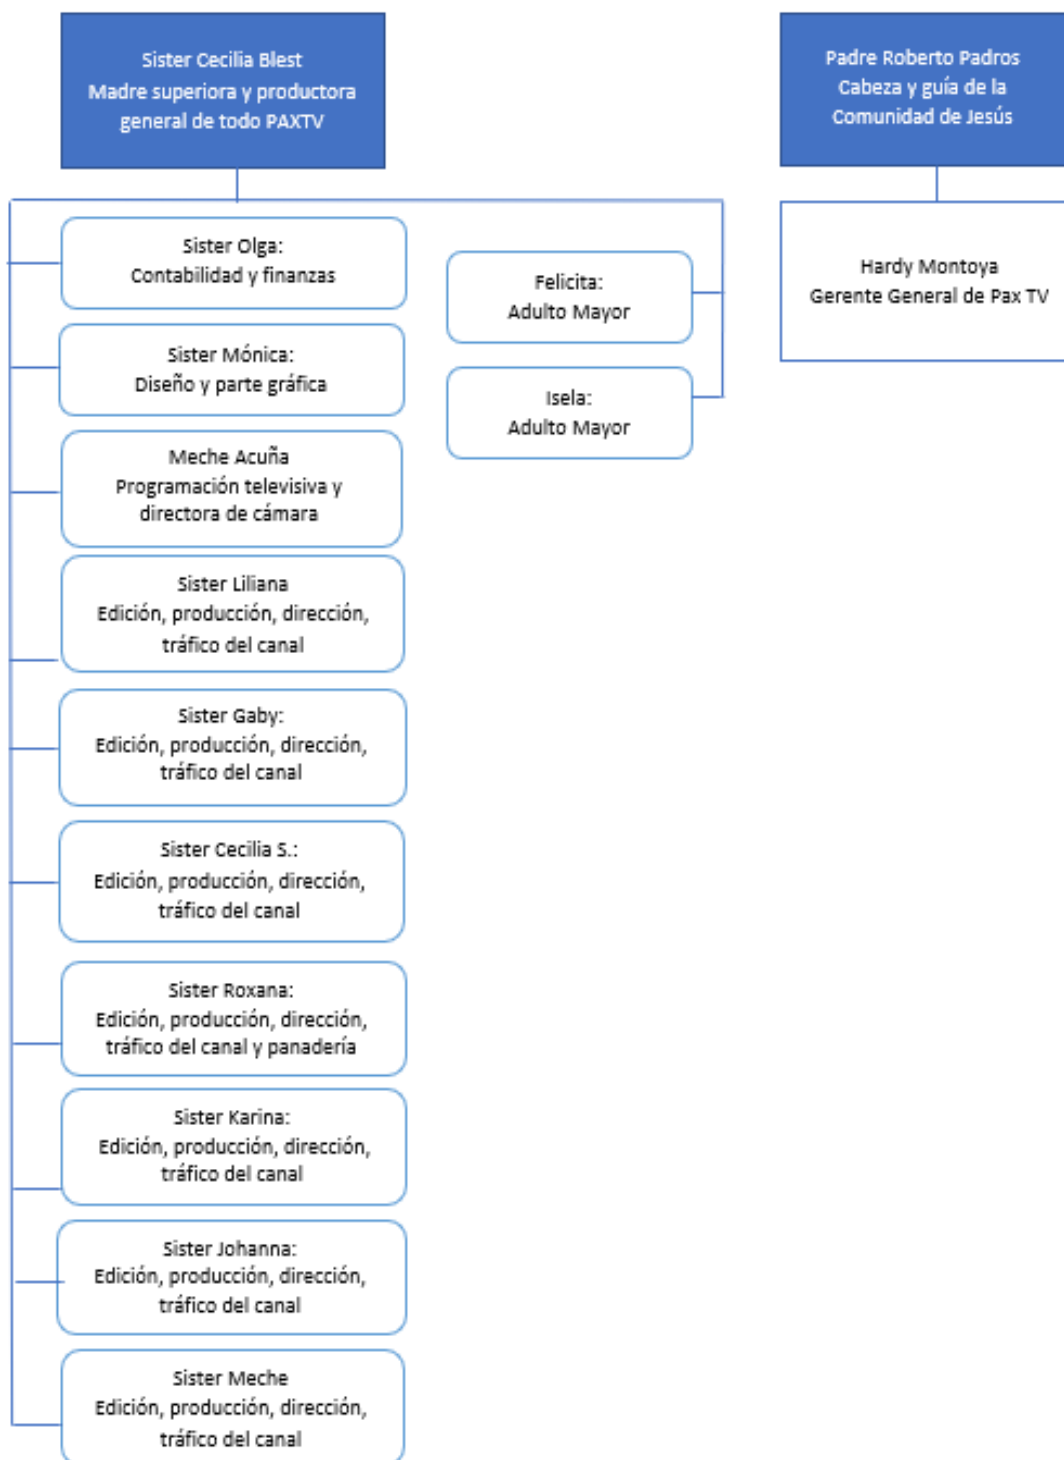 Sister Cecilia Blest
Madre superiora y productora
general de todo PAXTV
Padre Roberto Padros
Cabeza y guía de la
Comunidad de Jesús
Sister Olga:
Contabilidad y finanzas
Sister Mónica:
Diseño y parte gráfica
Meche Acuña
Programación televisiva y
directora de cámara
Sister Liliana
Edición, producción, dirección,
tráfico del canal
Sister Gaby:
Edición, producción, dirección,
tráfico del canal
Sister Cecilia S.:
Edición, producción, dirección,
tráfico del canal
Sister Roxana:
Edición, producción, dirección,
tráfico del canal y panadería
Sister Karina:
Edición, producción, dirección,
tráfico del canal
Sister Johanna:
Edición, producción, dirección,
tráfico del canal
Sister Meche
Edición, producción, dirección,
tráfico del canal
Felicita:
Adulto Mayor
Isela:
Adulto Mayor
Hardy Montoya
Gerente General de Pax TV